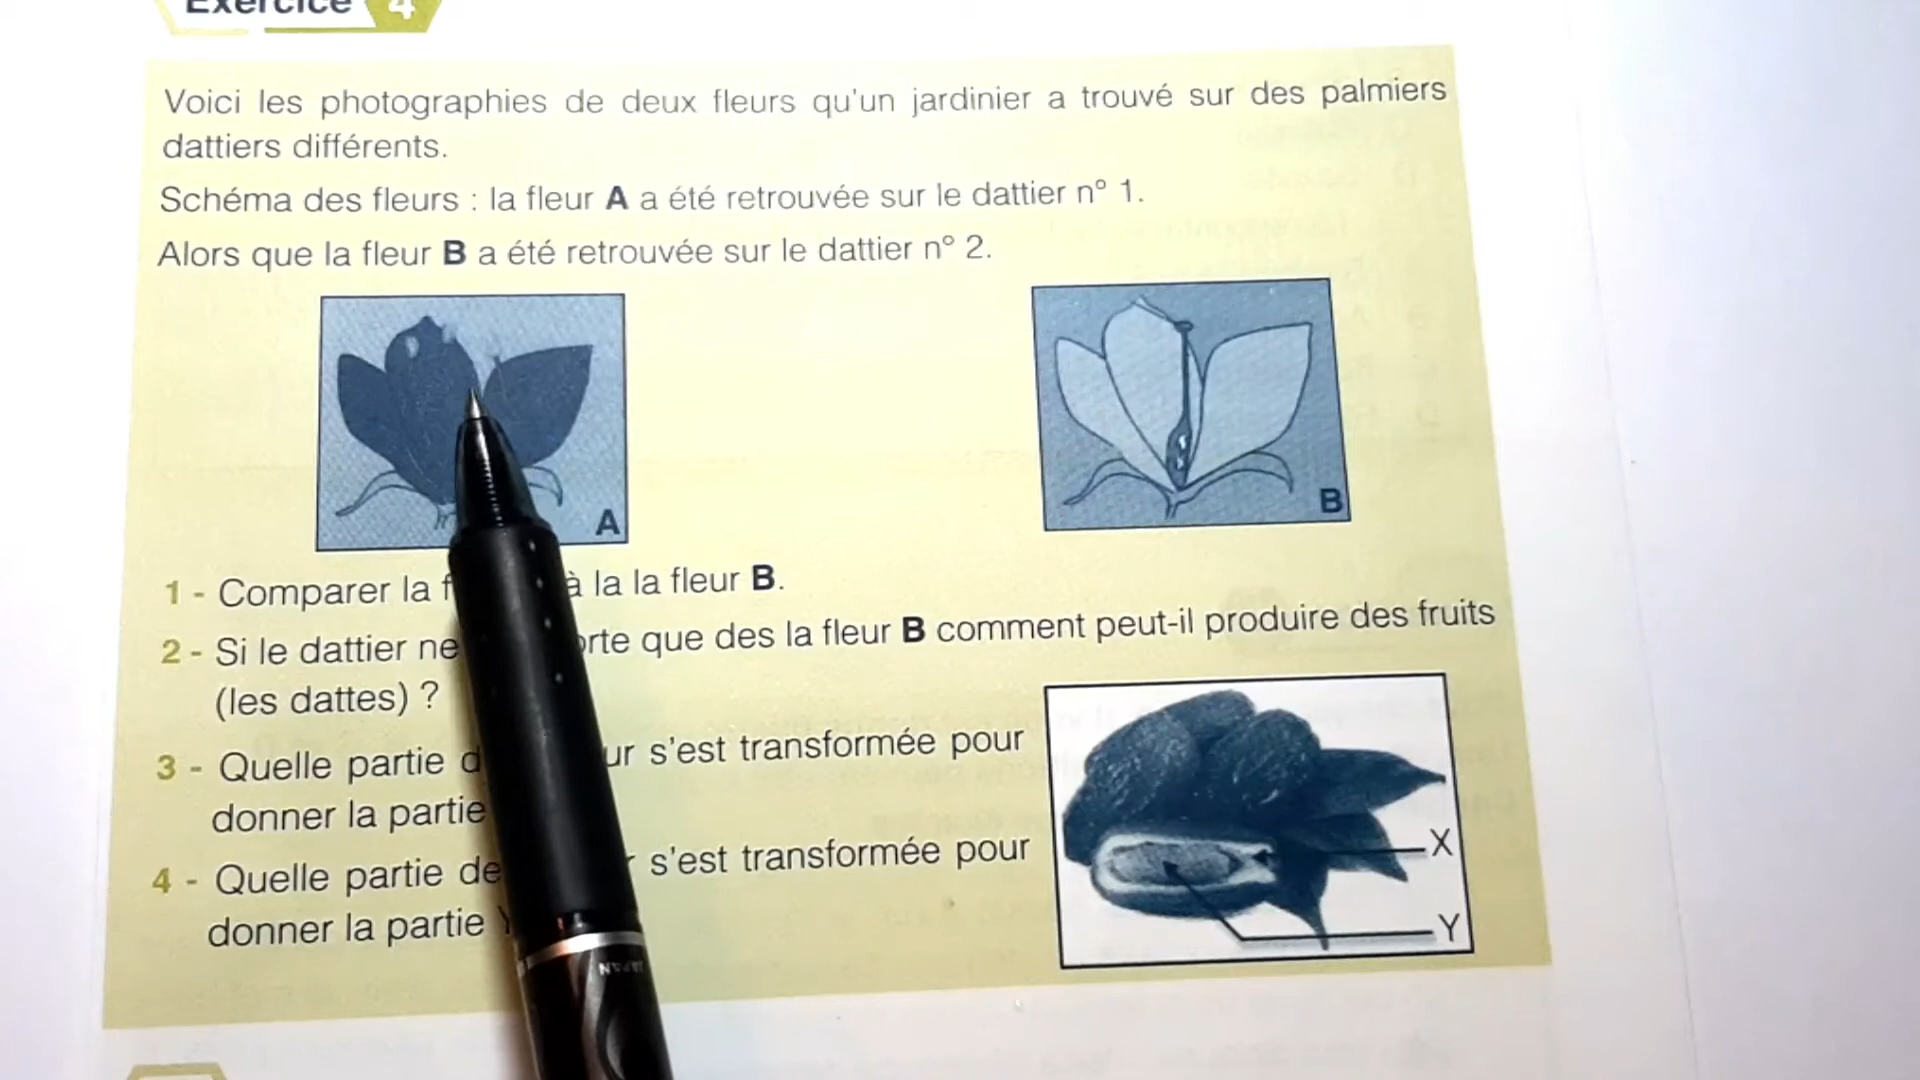 Exercice 4
Voici les photographies de deux fleurs qu'un jardinier a trouvé sur des palmiers
dattiers différents.
Schéma des fleurs : la fleur A a été retrouvée sur le dattier n° 1.
Alors que la fleur B a été retrouvée sur le dattier n° 2.
A
B
1 - Comparer la à la la fleur B.
2 - Si le dattier ne que des la fleur B comment peut-il produire des fruits
(les dattes) ?
3 - Quelle partie s'est transformée pour
donner la partie
4 - Quelle partie s'est transformée pour
donner la partie
X
Y
JAPAN